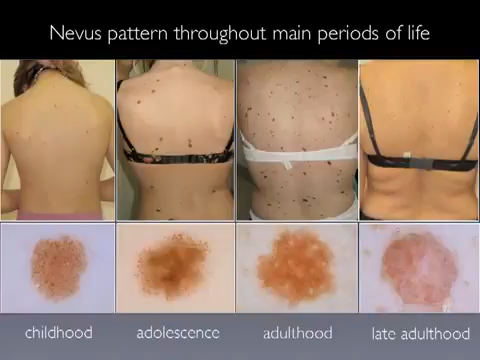 Nevus pattern throughout main periods of life
childhood
adolescence
adulthood
late adulthood